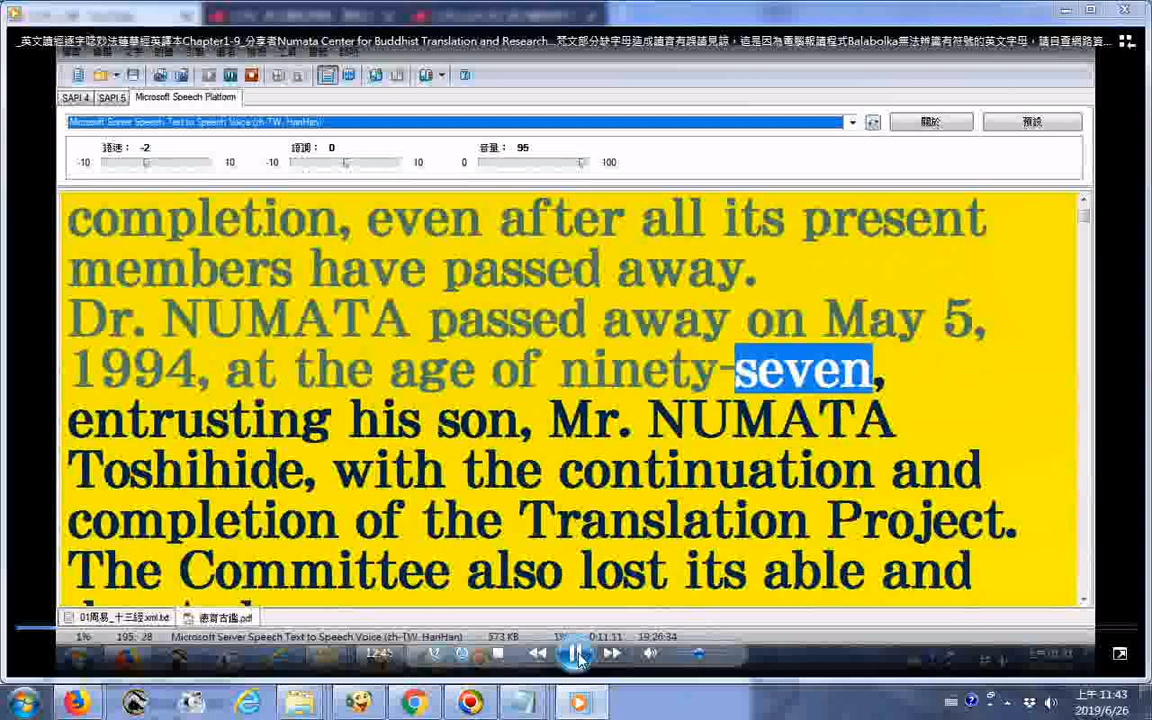 _英文讀經逐字唸妙法蓮華經英譯本Chapter1-9_分享者Numata Center for Buddhist Translation and Research...梵文部分缺字母造成讀音有誤請見諒，這是因為電腦報讀程式Balabolka無法辨識有符號的英文字母，請自查網路資...
SAPI 4 SAPI 5 Microsoft Speech Platform
Microsoft Server Speech Text to Speech Voice (zh-TW, HanHan)
關於 預設
語速： -2 語調： 0 音量： 95
-10 10 -10 10 0 100
completion, even after all its present
members have passed away.
Dr. NUMATA passed away on May 5,
1994, at the age of ninety-seven,
entrusting his son, Mr. NUMATA
Toshihide, with the continuation and
completion of the Translation Project.
The Committee also lost its able and
01周易_十三經.xml.txt 惠賀古鑑.pdf
1% 195: 28 Microsoft Server Speech Text to Speech Voice (zh-TW, HanHan) 573 KB 1% 0:11:11 19:26:34
12:45
上午 11:43
2019/6/26